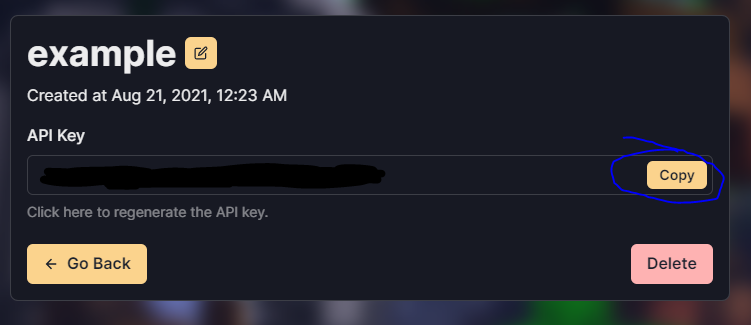 example
Created at Aug 21, 2021, 12:23 AM
API Key
Copy
Click here to regenerate the API key.
← Go Back
Delete